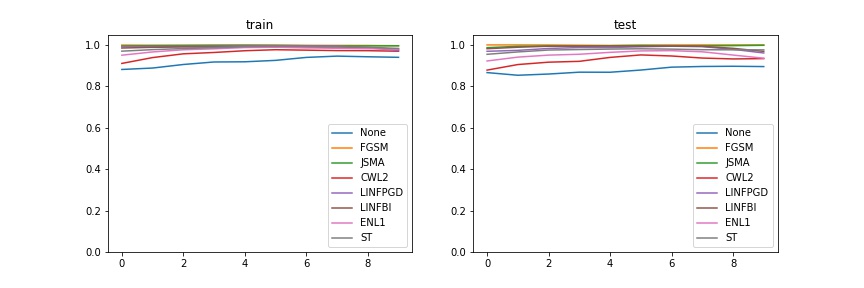 train
1.0
0.8
0.6
0.4
0.2
0.0
0 2 4 6 8
None
FGSM
JSMA
CWL2
LINFPGD
LINFBI
ENL1
ST
test
1.0
0.8
0.6
0.4
0.2
0.0
0 2 4 6 8
None
FGSM
JSMA
CWL2
LINFPGD
LINFBI
ENL1
ST